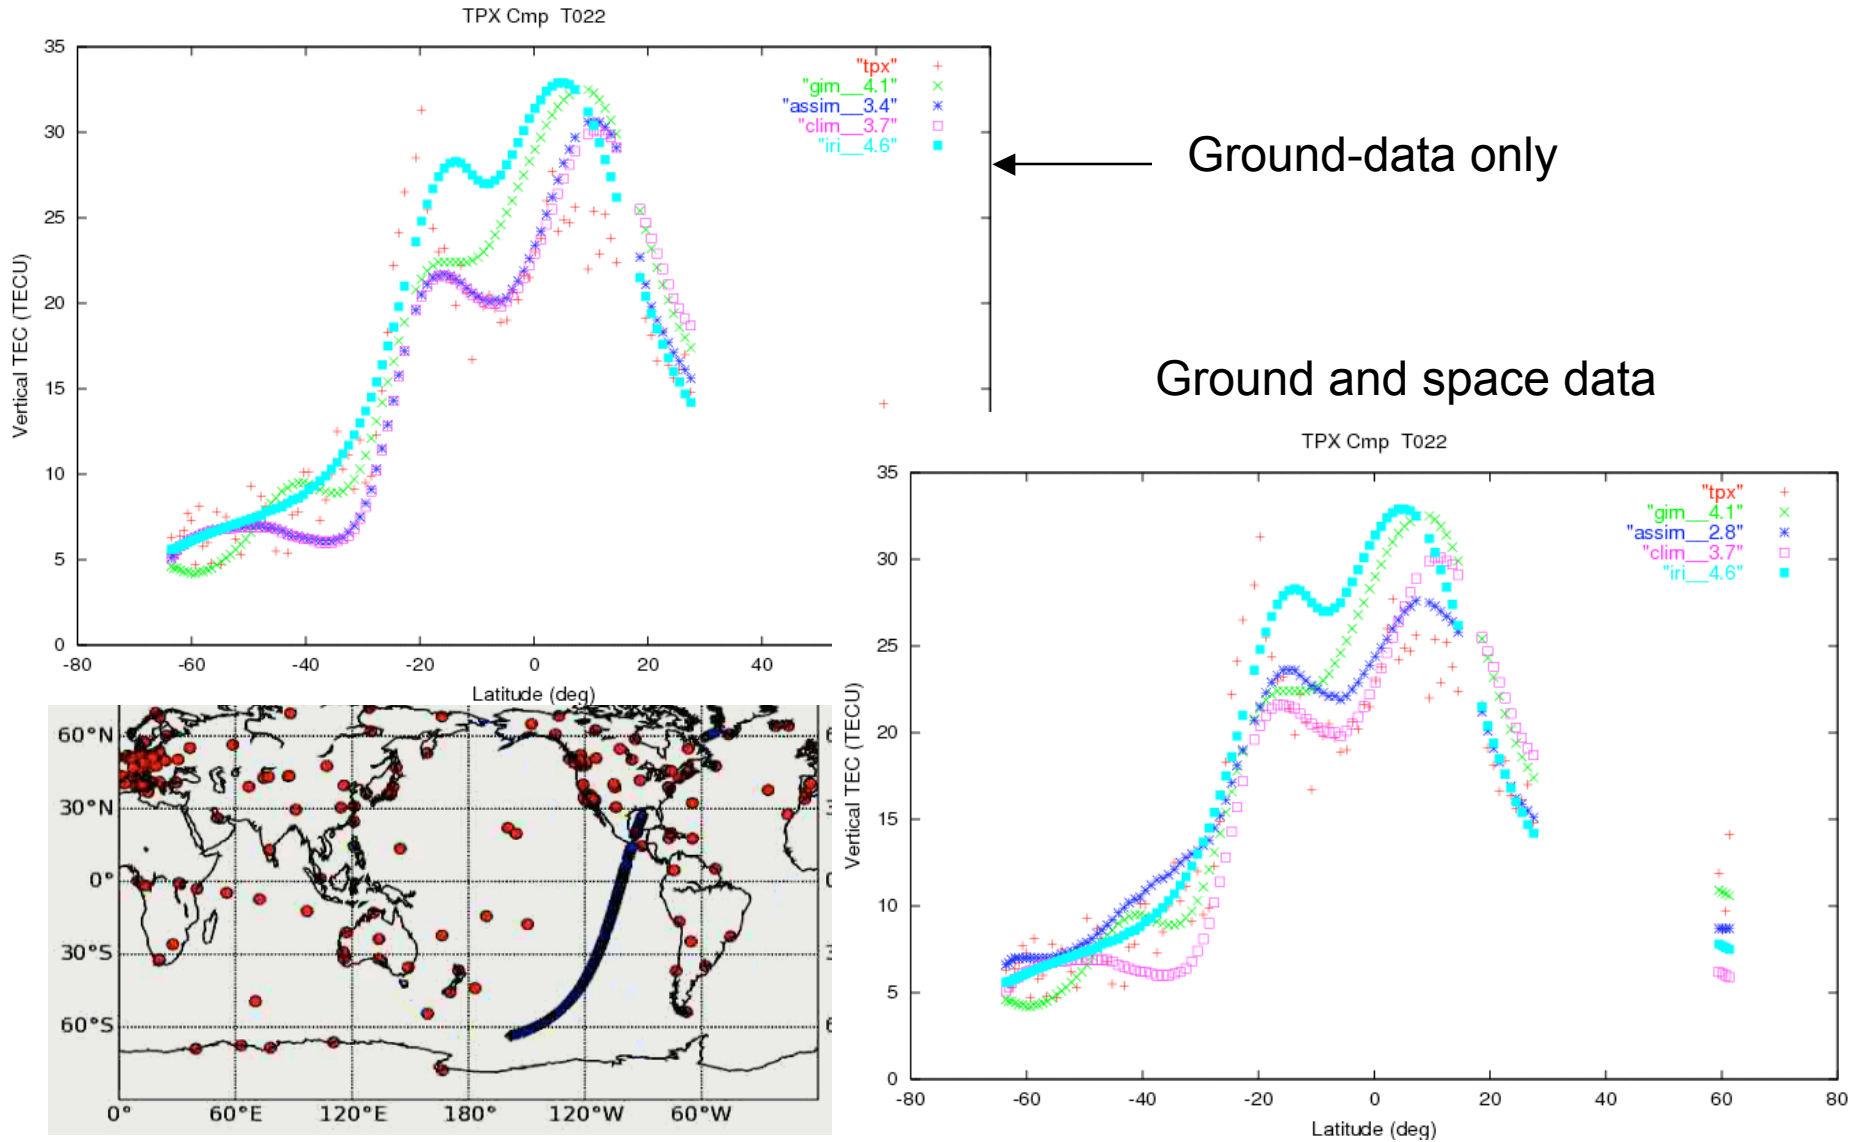 TPX Cmp T022
35
30
25
20
15
10
5
0
Vertical TEC (TECU)
-80 -60 -40 -20 0 20 40
Latitude (deg)
"tpx"
"gim__4.1"
"assim__3.4"
"clim__3.7"
"iri__4.6"
Ground-data only
Ground and space data
TPX Cmp T022
35
30
25
20
15
10
5
0
Vertical TEC (TECU)
-80 -60 -40 -20 0 20 40 60 80
Latitude (deg)
"tpx"
"gim__4.1"
"assim__2.8"
"clim__3.7"
"iri__4.6"
60°N
30°N
0°
30°S
60°S
0° 60°E 120°E 180° 120°W 60°W